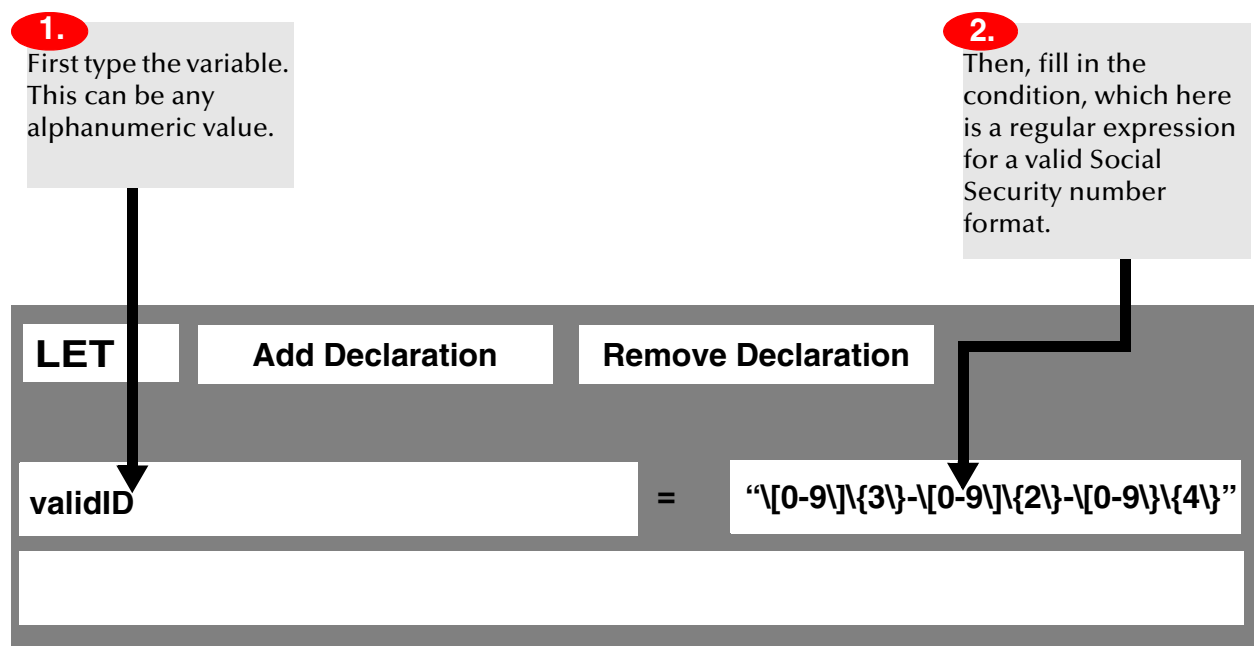 1.
First type the variable.
This can be any
alphanumeric value.
2.
Then, fill in the
condition, which here
is a regular expression
for a valid Social
Security number
format.
LET
Add Declaration
Remove Declaration
validID
=
“\[0-9\]\{3\}-\[0-9\]\{2\}-\[0-9\}\{4\}”